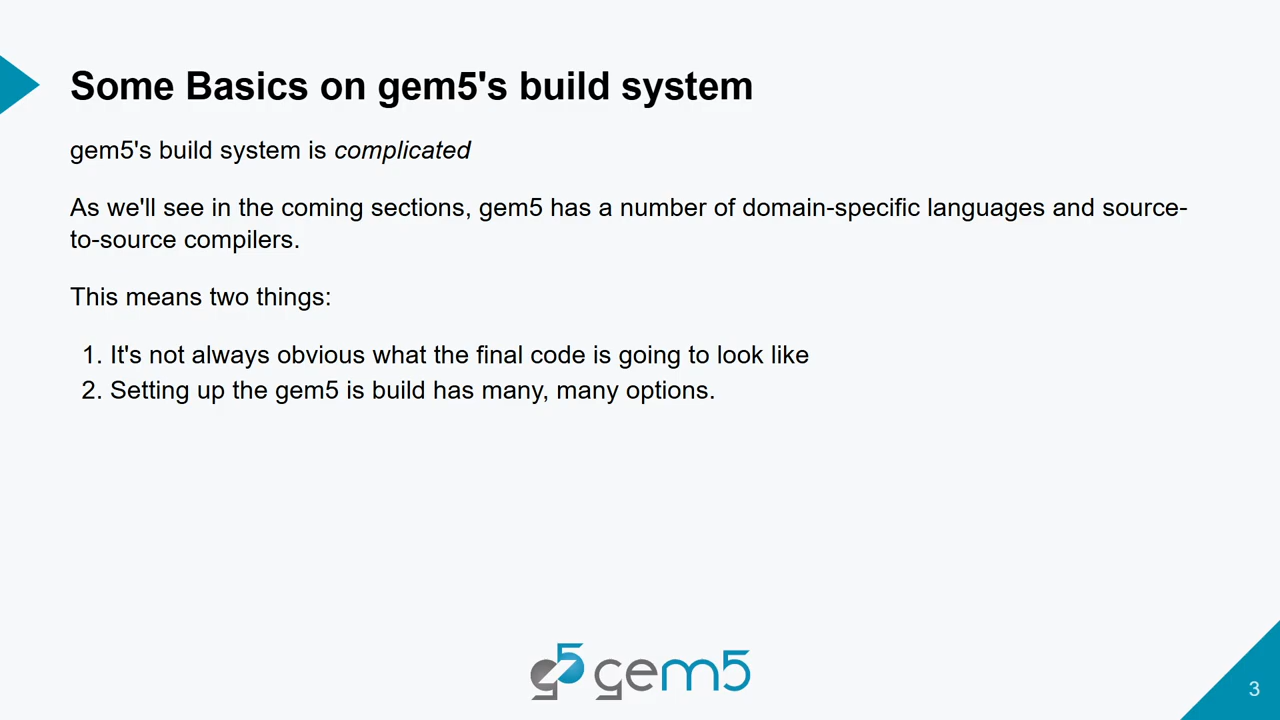 Some Basics on gem5's build system
gem5's build system is complicated
As we'll see in the coming sections, gem5 has a number of domain-specific languages and source-
to-source compilers.
This means two things:
1. It's not always obvious what the final code is going to look like
2. Setting up the gem5 is build has many, many options.
g5 gem5
3